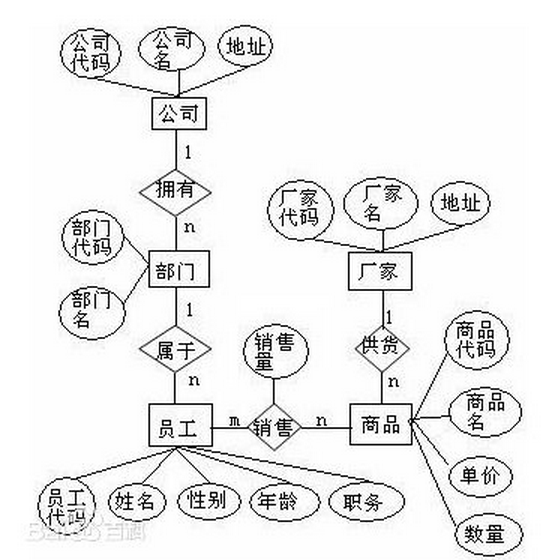 公司
代码
公司
名
地址
公司
1
拥有
n
部门
代码
部门
名
部门
1
属于
n
厂家
代码
厂家
名
地址
厂家
1
供货
n
销售
量
员工
m
销售
n
商品
商品
代码
商品
名
单价
数量
员工
代码
姓名
性别
年龄
职务
Baidu百科